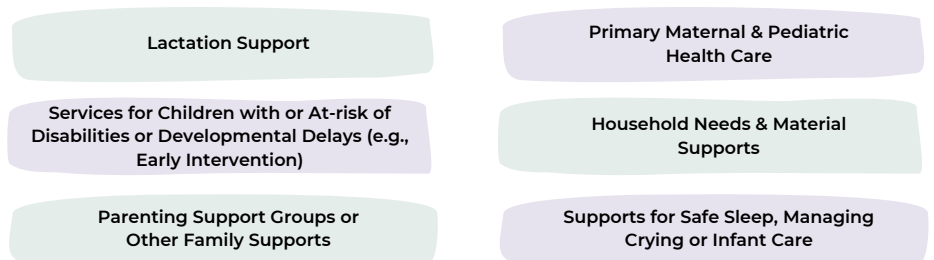 Lactation Support
Primary Maternal & Pediatric
Health Care
Services for Children with or At-risk of
Disabilities or Developmental Delays (e.g.,
Early Intervention)
Household Needs & Material
Supports
Parenting Support Groups or
Other Family Supports
Supports for Safe Sleep, Managing
Crying or Infant Care